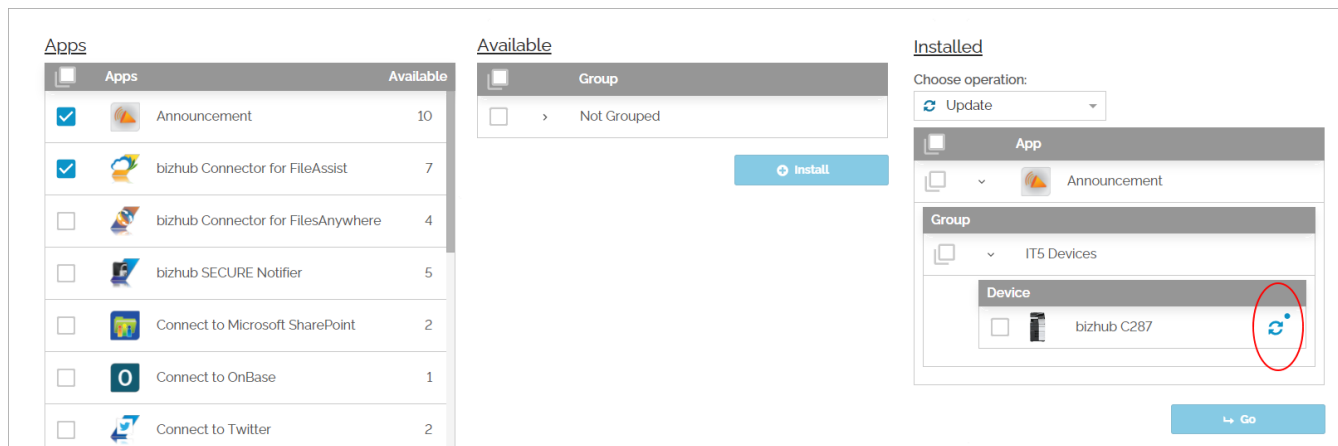 Apps
Apps Available
Announcement 10
bizhub Connector for FileAssist 7
bizhub Connector for FilesAnywhere 4
bizhub SECURE Notifier 5
Connect to Microsoft SharePoint 2
O Connect to OnBase 1
Connect to Twitter 2
Available
Group
Not Grouped
Install
Installed
Choose operation:
Update
App
Announcement
Group
IT5 Devices
Device
bizhub C287
Go